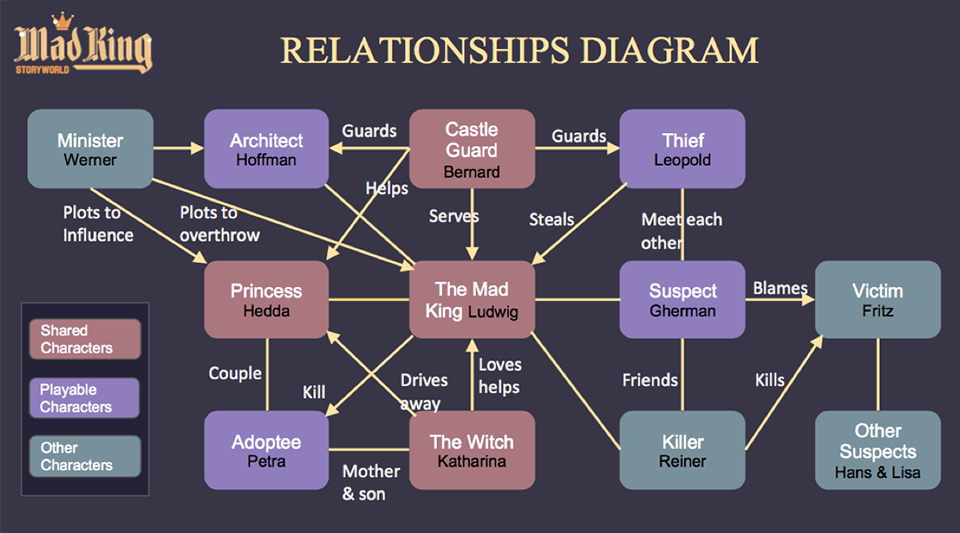 Mad King
STORYWORLD
RELATIONSHIPS DIAGRAM
Minister
Werner
Architect
Hoffman
Guards
Castle
Guard
Bernard
Guards
Thief
Leopold
Helps
Plots to
Influence
Plots to
overthrow
Serves
Steals
Meet each
other
Princess
Hedda
The Mad
King Ludwig
Suspect
Gherman
Blames
Victim
Fritz
Shared
Characters
Playable
Characters
Other
Characters
Couple
Kill
Drives
away
Loves
helps
Friends
Kills
Adoptee
Petra
Mother
& son
The Witch
Katharina
Killer
Reiner
Other
Suspects
Hans & Lisa